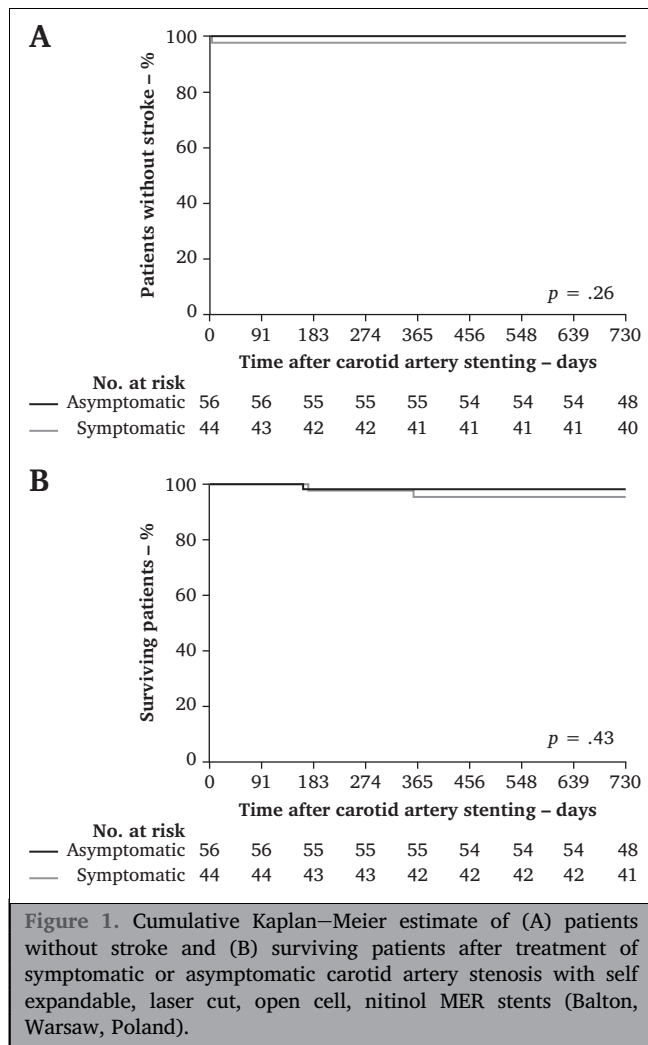 A
Patients without stroke – %
100
80
60
40
20
0
p = .26
0 91 183 274 365 456 548 639 730
Time after carotid artery stenting – days
No. at risk
Asymptomatic 56 56 55 55 55 54 54 54 48
Symptomatic 44 43 42 42 41 41 41 41 40
B
Surviving patients – %
100
80
60
40
20
0
p = .43
0 91 183 274 365 456 548 639 730
Time after carotid artery stenting – days
No. at risk
Asymptomatic 56 56 55 55 55 54 54 54 48
Symptomatic 44 44 43 43 42 42 42 42 41
Figure 1. Cumulative Kaplan–Meier estimate of (A) patients
without stroke and (B) surviving patients after treatment of
symptomatic or asymptomatic carotid artery stenosis with self
expandable, laser cut, open cell, nitinol MER stents (Balton,
Warsaw, Poland).